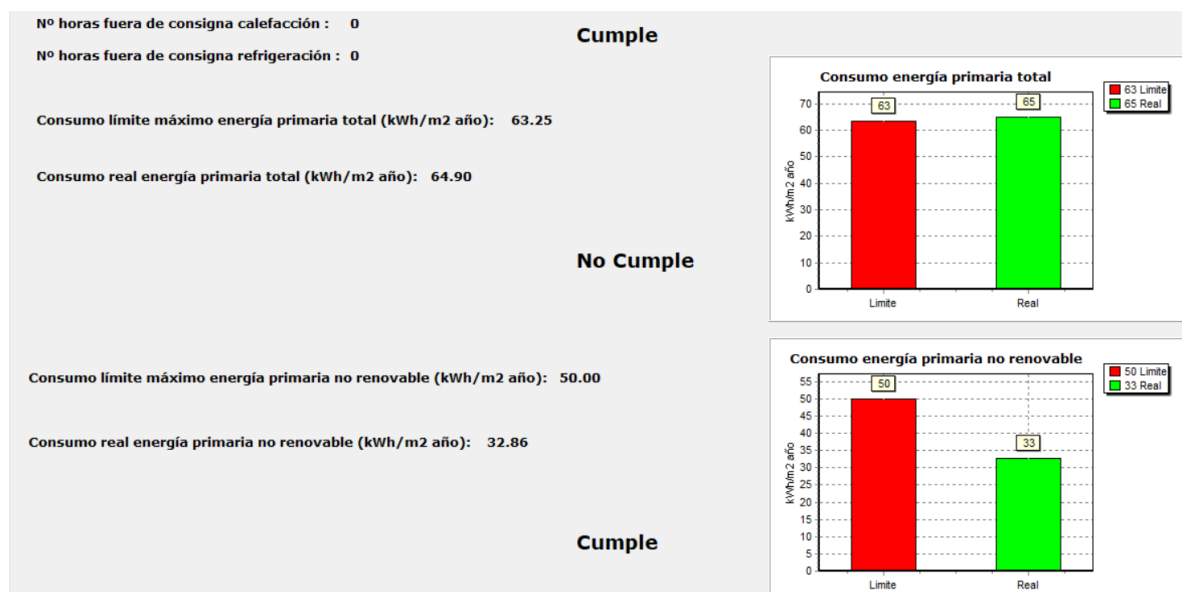 Nº horas fuera de consigna calefacción : 0
Cumple
Nº horas fuera de consigna refrigeración : 0
Consumo límite máximo energía primaria total (kWh/m2 año): 63.25
Consumo real energía primaria total (kWh/m2 año): 64.90
No Cumple
Consumo energía primaria total
63 Limite
65 Real
63
65
70
60
50
40
30
20
10
0
kWh/m2 año
Limite
Real
Consumo límite máximo energía primaria no renovable (kWh/m2 año): 50.00
Consumo real energía primaria no renovable (kWh/m2 año): 32.86
Cumple
Consumo energía primaria no renovable
50 Limite
33 Real
50
33
55
50
45
40
35
30
25
20
15
10
5
0
kWh/m2 año
Limite
Real